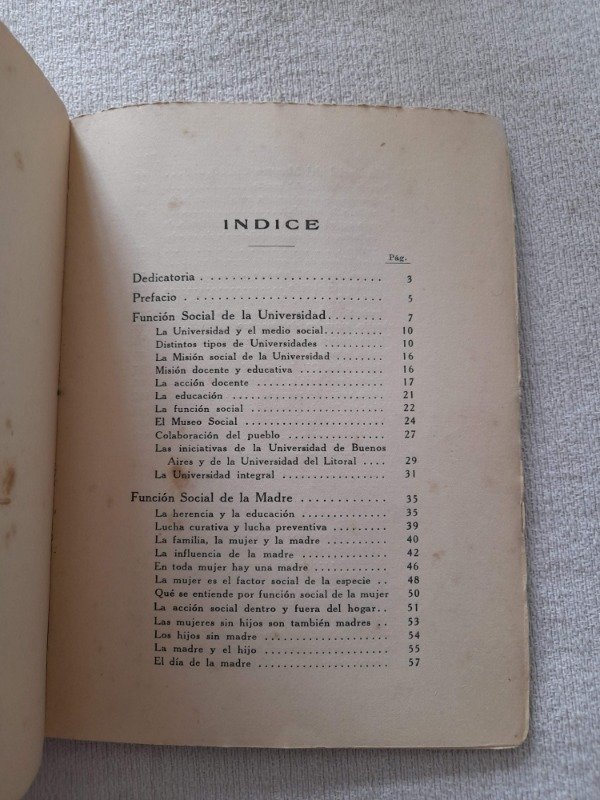 INDICE
Pág.
Dedicatoria . . . . . . . . . . . . . . . . . . . . . . . . . . . 3
Prefacio . . . . . . . . . . . . . . . . . . . . . . . . . . . . . 5
Función Social de la Universidad........ 7
La Universidad y el medio social.......... 10
Distintos tipos de Universidades .......... 10
La Misión social de la Universidad ........ 16
Misión docente y educativa .............. 16
La acción docente .................... 17
La educación ........................ 21
La función social ...................... 22
El Museo Social ...................... 24
Colaboración del pueblo ................ 27
Las iniciativas de la Universidad de Buenos
Aires y de la Universidad del Litoral .... 29
La Universidad integral ................ 31
Función Social de la Madre ............ 35
La herencia y la educación .............. 35
Lucha curativa y lucha preventiva ........ 39
La familia, la mujer y la madre .......... 40
La influencia de la madre .............. 42
En toda mujer hay una madre ............ 46
La mujer es el factor social de la especie .. 48
Qué se entiende por función social de la mujer 50
La acción social dentro y fuera del hogar.. 51
Las mujeres sin hijos son también madres .. 53
Los hijos sin madre .................. 54
La madre y el hijo .................... 55
El día de la madre .................... 57